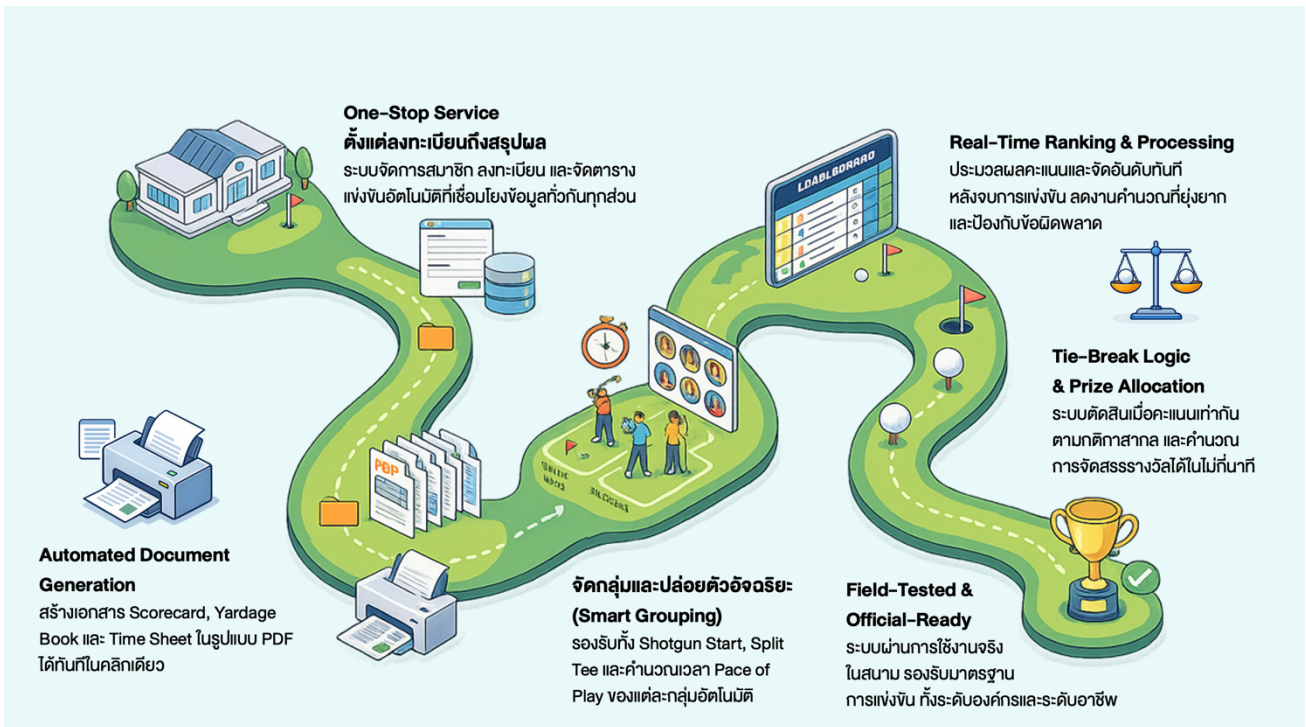 One-Stop Service
ตั้งแต่ลงทะเบียนถึงสรุปผล
ระบบจัดการสมาชิก ลงทะเบียน และจัดตาราง
แข่งขันอัตโนมัติที่เชื่อมโยงข้อมูลทั่วกันทุกส่วน
Automated Document
Generation
สร้างเอกสาร Scorecard, Yardage
Book และ Time Sheet ในรูปแบบ PDF
ได้ทันทีในคลิกเดียว
PBP
จัดกลุ่มและปล่อยตัวอัจฉริยะ
(Smart Grouping)
รองรับทั้ง Shotgun Start, Split
Tee และคำนวณเวลา Pace of
Play ของแต่ละกลุ่มอัตโนมัติ
LDABLBORARD
Real-Time Ranking & Processing
ประมวลผลคะแนนและจัดอันดับทันที
หลังจบการแข่งขัน ลดงานคำนวณที่ยุ่งยาก
และป้องกันข้อผิดพลาด
Tie-Break Logic
& Prize Allocation
ระบบตัดสินเมื่อคะแนนเท่ากัน
ตามกติกาสากล และคำนวณ
การจัดสรรรางวัลได้ในไม่กี่นาที
Field-Tested &
Official-Ready
ระบบผ่านการใช้งานจริง
ในสนาม รองรับมาตรฐาน
การแข่งขัน ทั้งระดับองค์กรและระดับอาชีพ